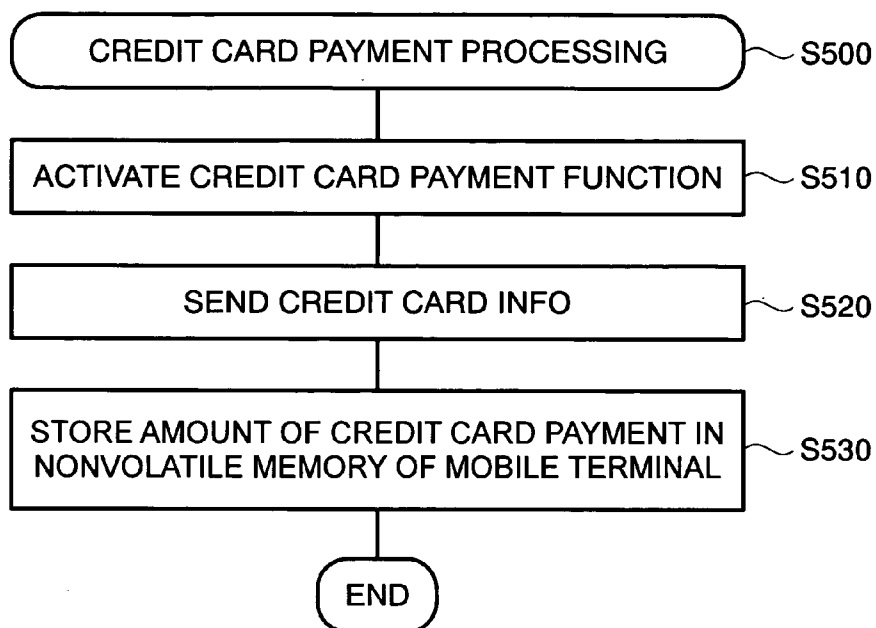 CREDIT CARD PAYMENT PROCESSING
S500
ACTIVATE CREDIT CARD PAYMENT FUNCTION
S510
SEND CREDIT CARD INFO
S520
STORE AMOUNT OF CREDIT CARD PAYMENT IN
NONVOLATILE MEMORY OF MOBILE TERMINAL
S530
END